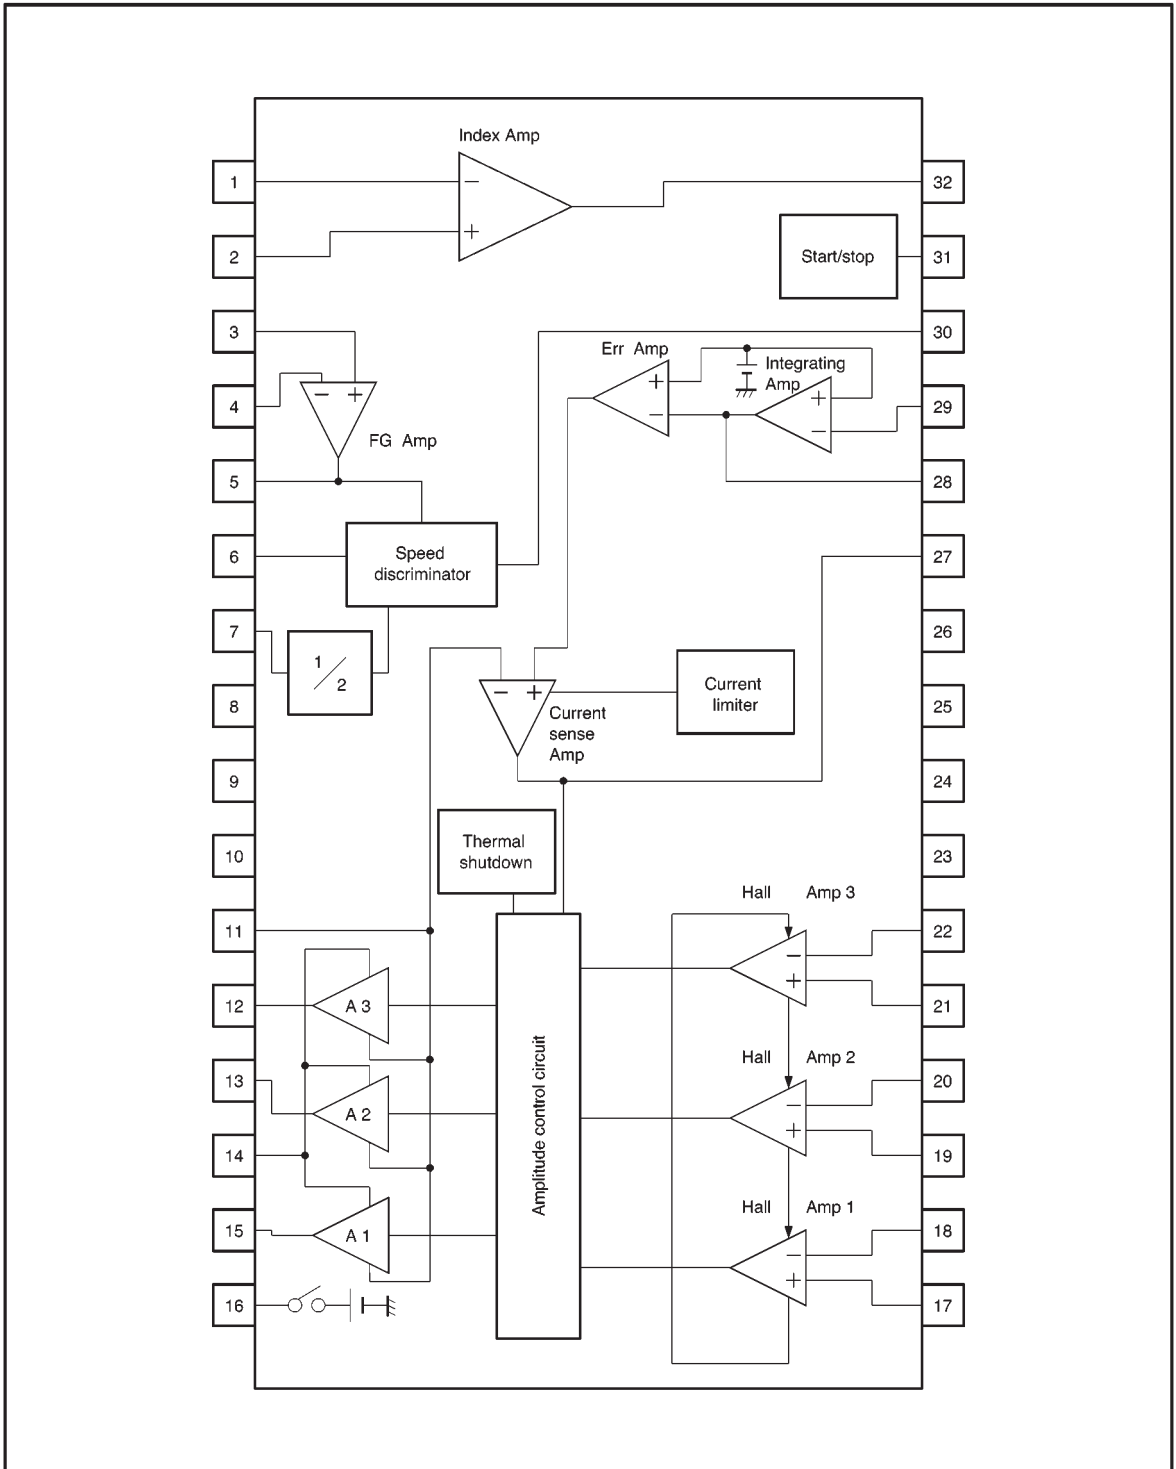 Index Amp
1
−
32
+
2
Start/stop
31
3
30
Err Amp
Integrating
Amp
+
−
4
− +
+
−
29
FG Amp
5
28
6
Speed
discriminator
27
7
1/2
26
8
− +
Current
limiter
25
Current
sense
Amp
9
24
10
Thermal
shutdown
23
Hall Amp 3
11
22
−
+
12
A 3
21
Amplitude control circuit
Hall Amp 2
13
20
−
A 2
+
14
19
Hall Amp 1
15
A 1
18
−
+
16
17